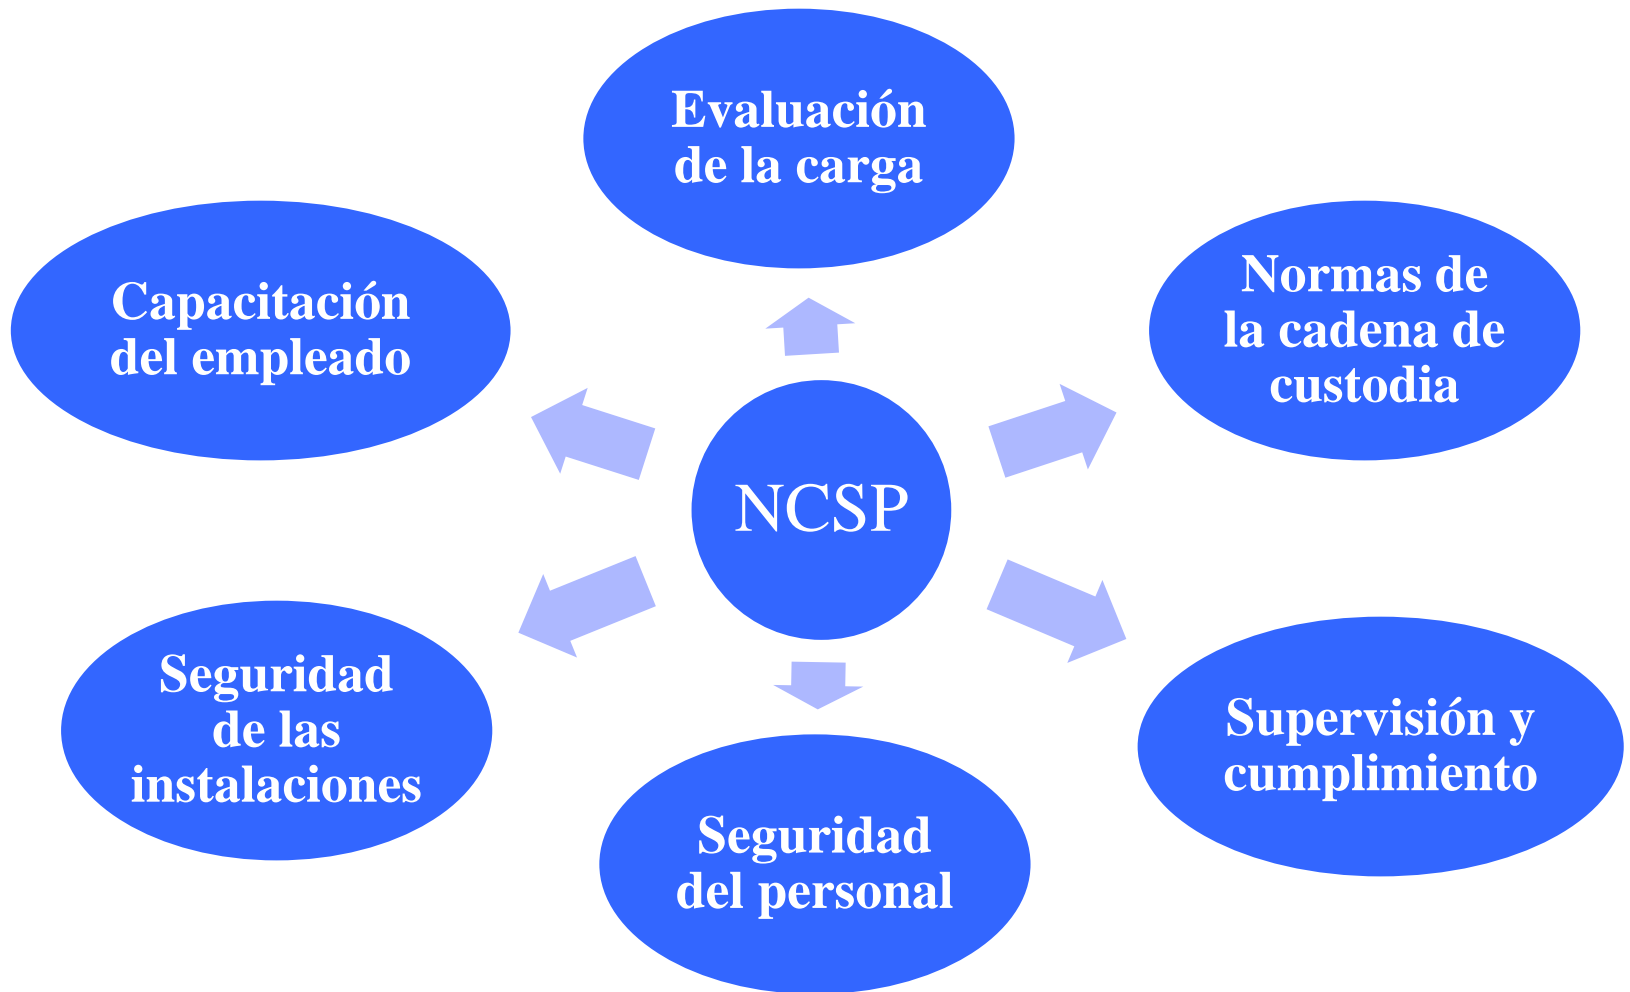 Evaluación
de la carga
Capacitación
del empleado
Normas de
la cadena de
custodia
NCSP
Seguridad
de las
instalaciones
Supervisión y
cumplimiento
Seguridad
del personal